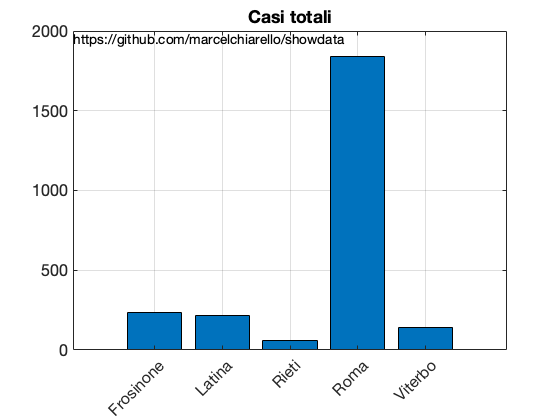 Casi totali
https://github.com/marcelchiarello/showdata
2000
1500
1000
500
0
Frosinone
Latina
Rieti
Roma
Viterbo